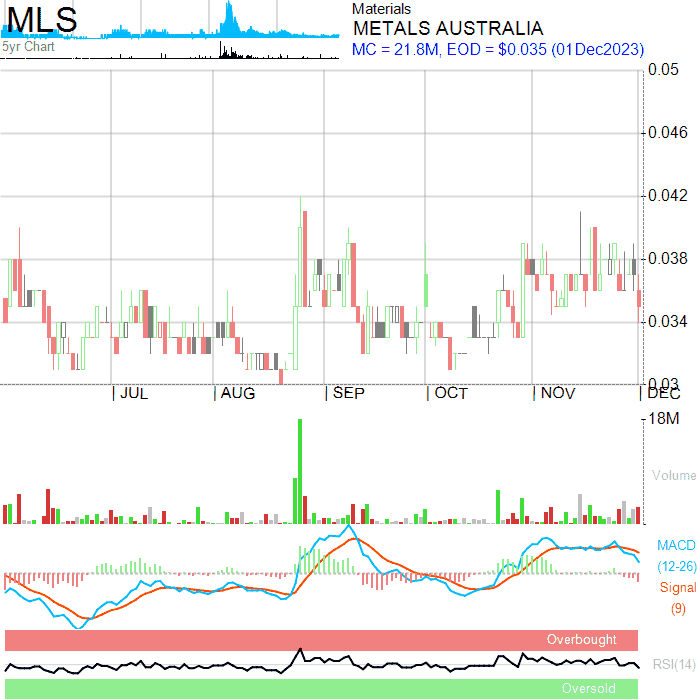 MLS
5yr Chart
Materials
METALS AUSTRALIA
MC = 21.8M, EOD = $0.035 (01Dec2023)
0.05
0.046
0.042
0.038
0.034
0.03
JUL AUG SEP OCT NOV DEC
18M
Volume
MACD
(12-26)
Signal
(9)
Overbought
RSI(14)
Oversold